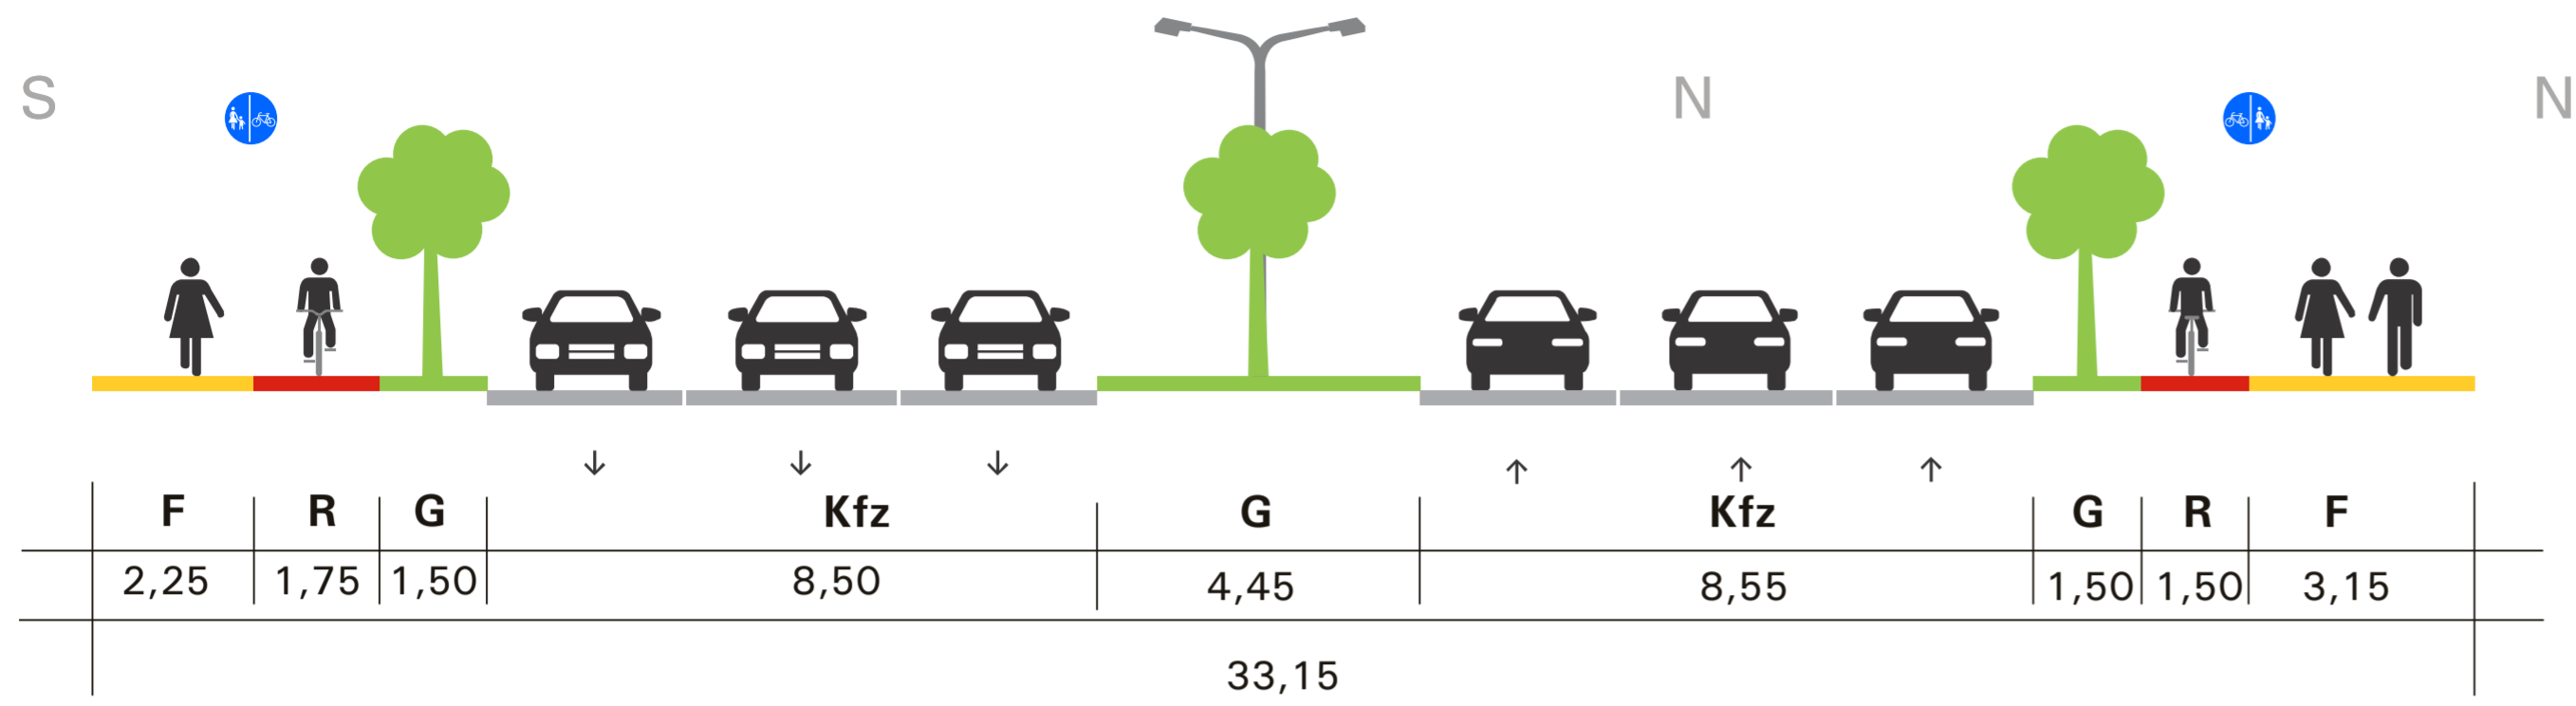 S N N
↓ ↓ ↓ ↑ ↑ ↑
F R G Kfz G Kfz G R F
2,25 1,75 1,50 8,50 4,45 8,55 1,50 1,50 3,15
33,15